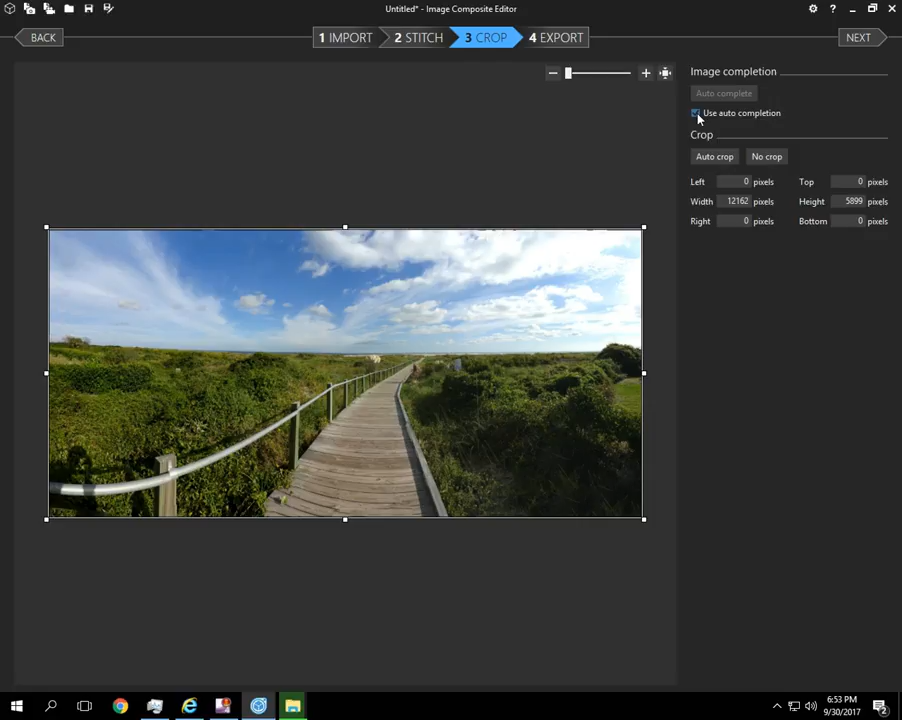 Untitled* - Image Composite Editor
BACK
1 IMPORT
2 STITCH
3 CROP
4 EXPORT
NEXT
Image completion
Auto complete
Use auto completion
Crop
Auto crop
No crop
Left 0 pixels Top 0 pixels
Width 12162 pixels Height 5899 pixels
Right 0 pixels Bottom 0 pixels
6:53 PM
9/30/2017
2